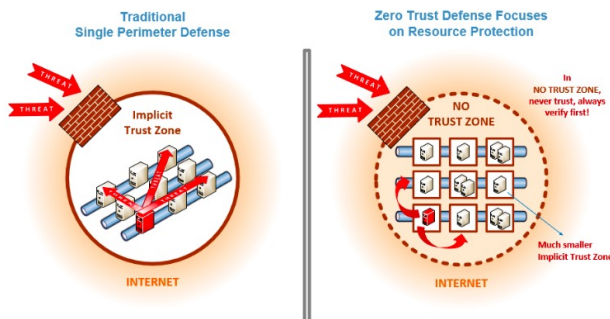 Traditional
Single Perimeter Defense
THREAT
THREAT
Implicit
Trust Zone
INTERNET
Zero Trust Defense Focuses
on Resource Protection
THREAT
THREAT
NO
TRUST ZONE
In
NO TRUST ZONE,
never trust, always
verify first!
Much smaller
Implicit Trust Zone
INTERNET